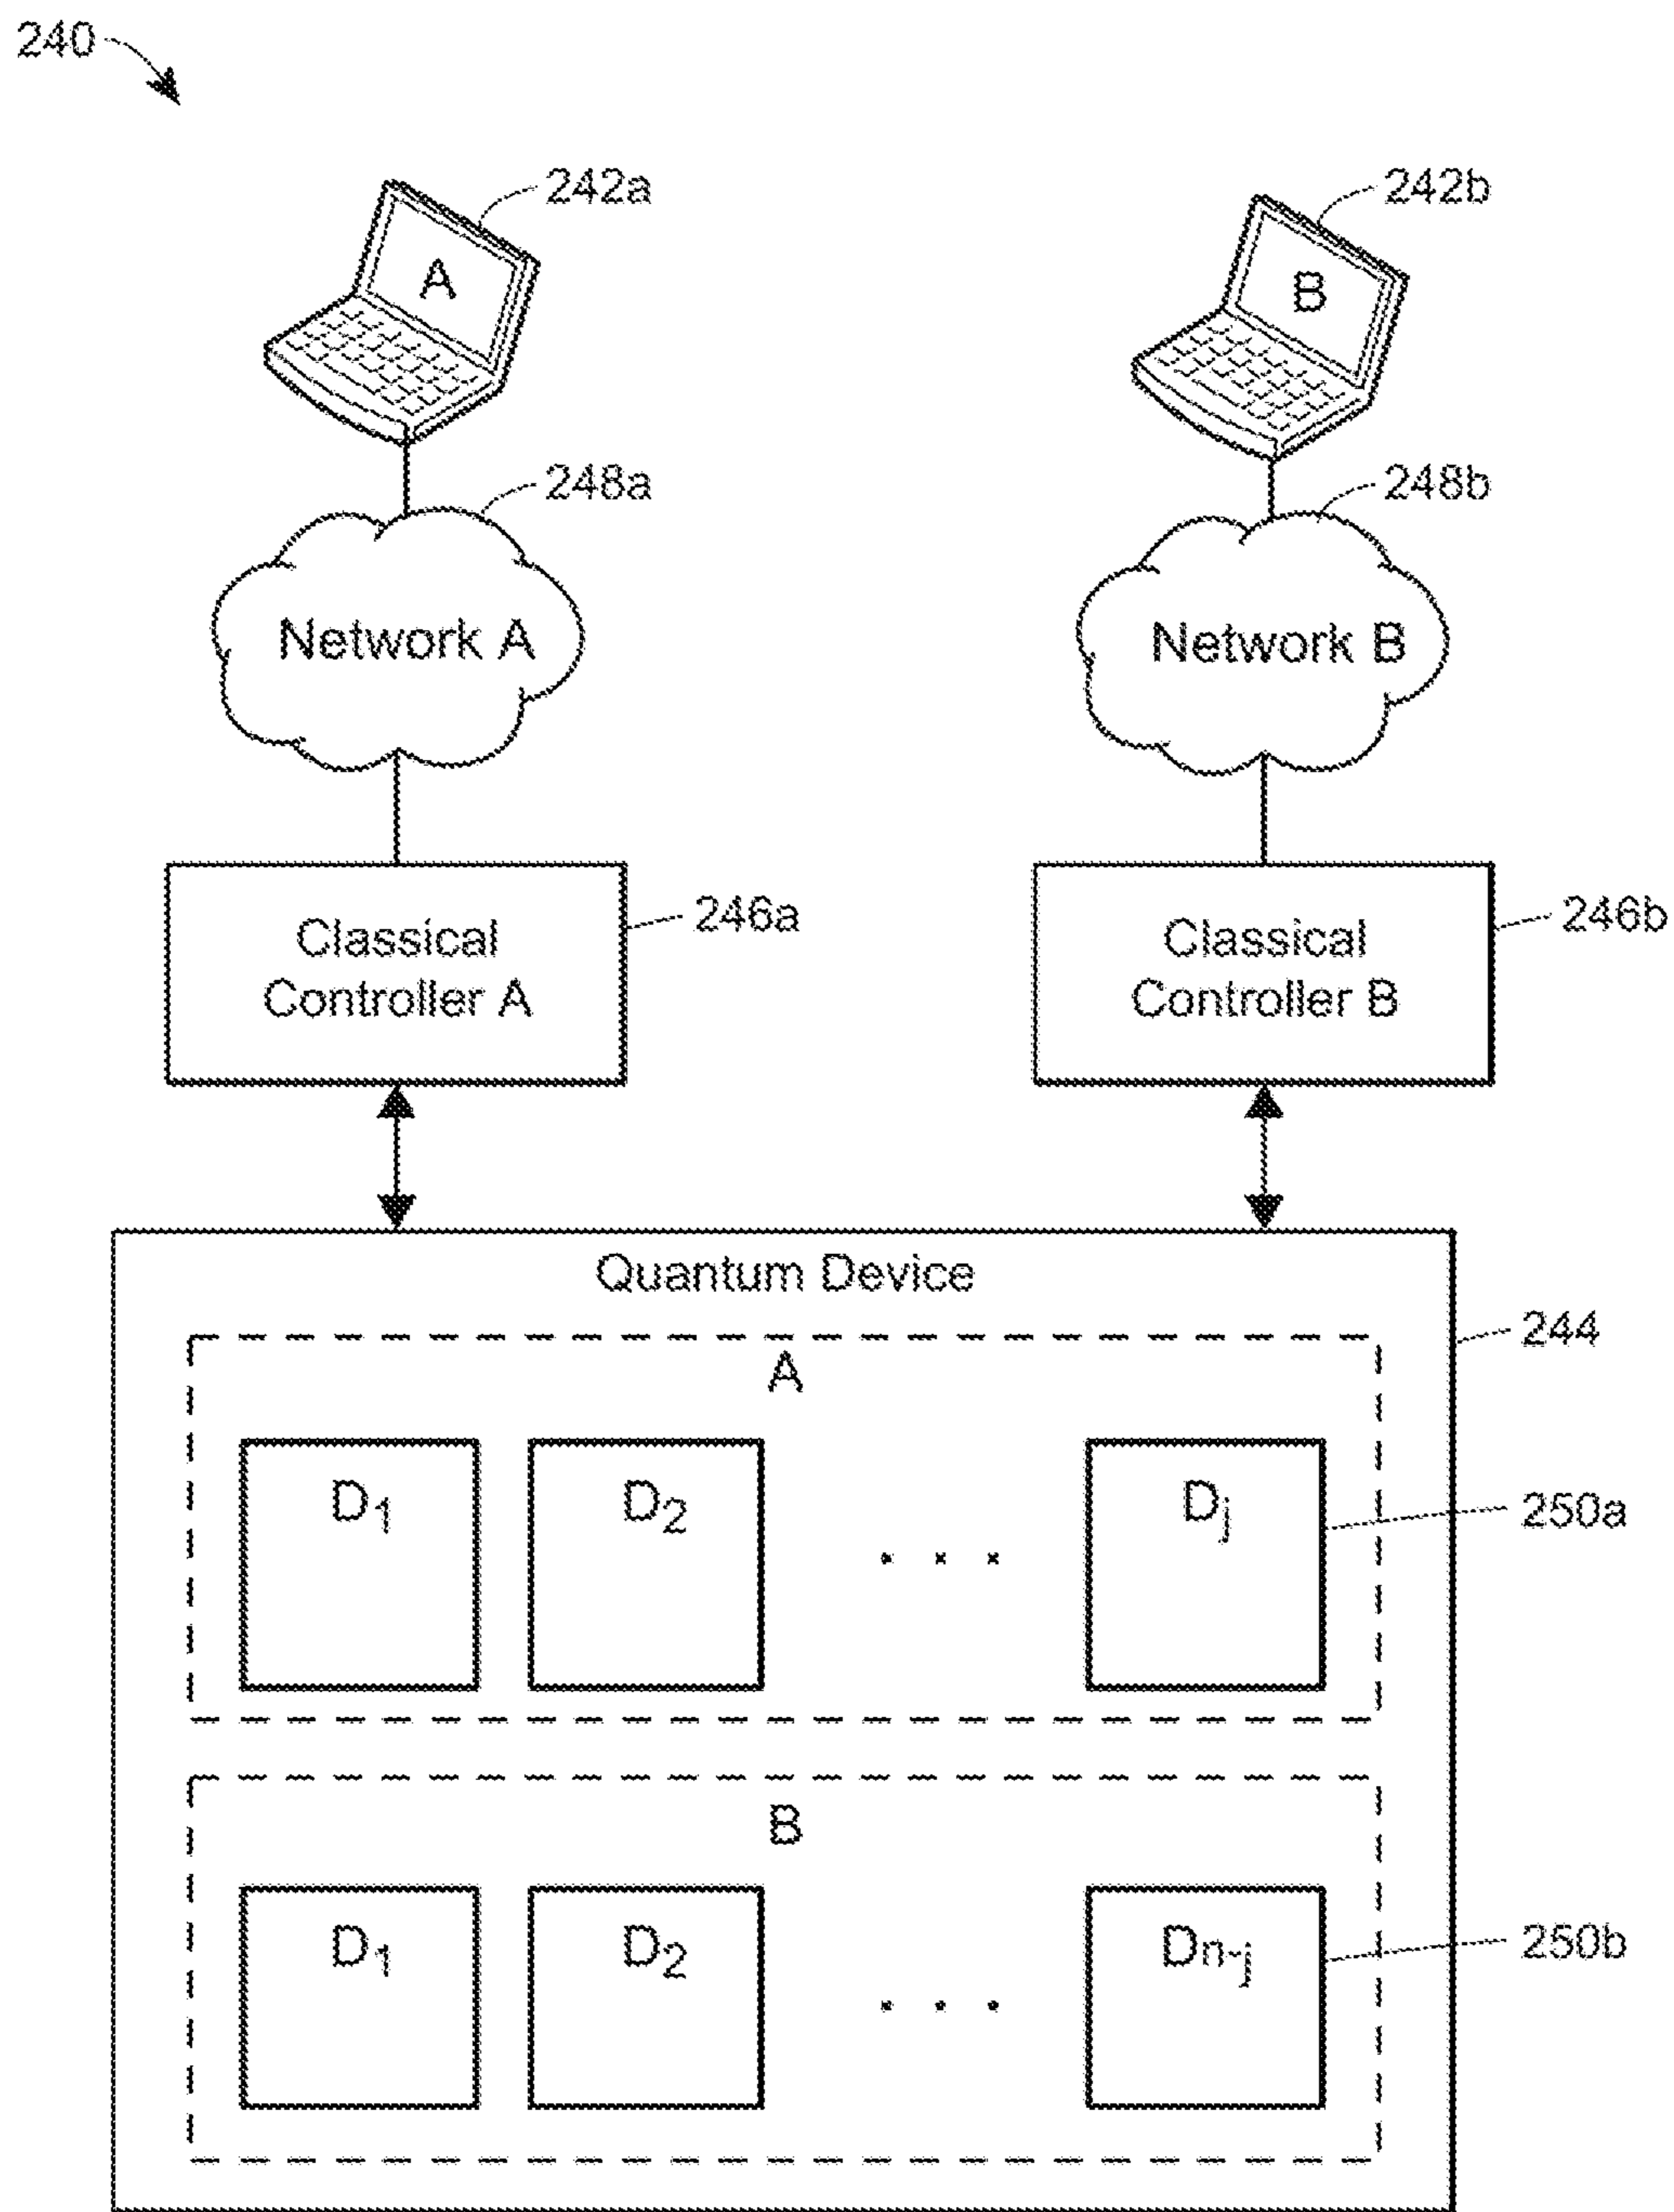 240
242a
242b
A
B
248a
248b
Network A
Network B
246a
246b
Classical
Controller A
Classical
Controller B
Quantum Device
244
A
D1
D2
. . .
Dj
250a
B
D1
D2
. . .
Dn-j
250b